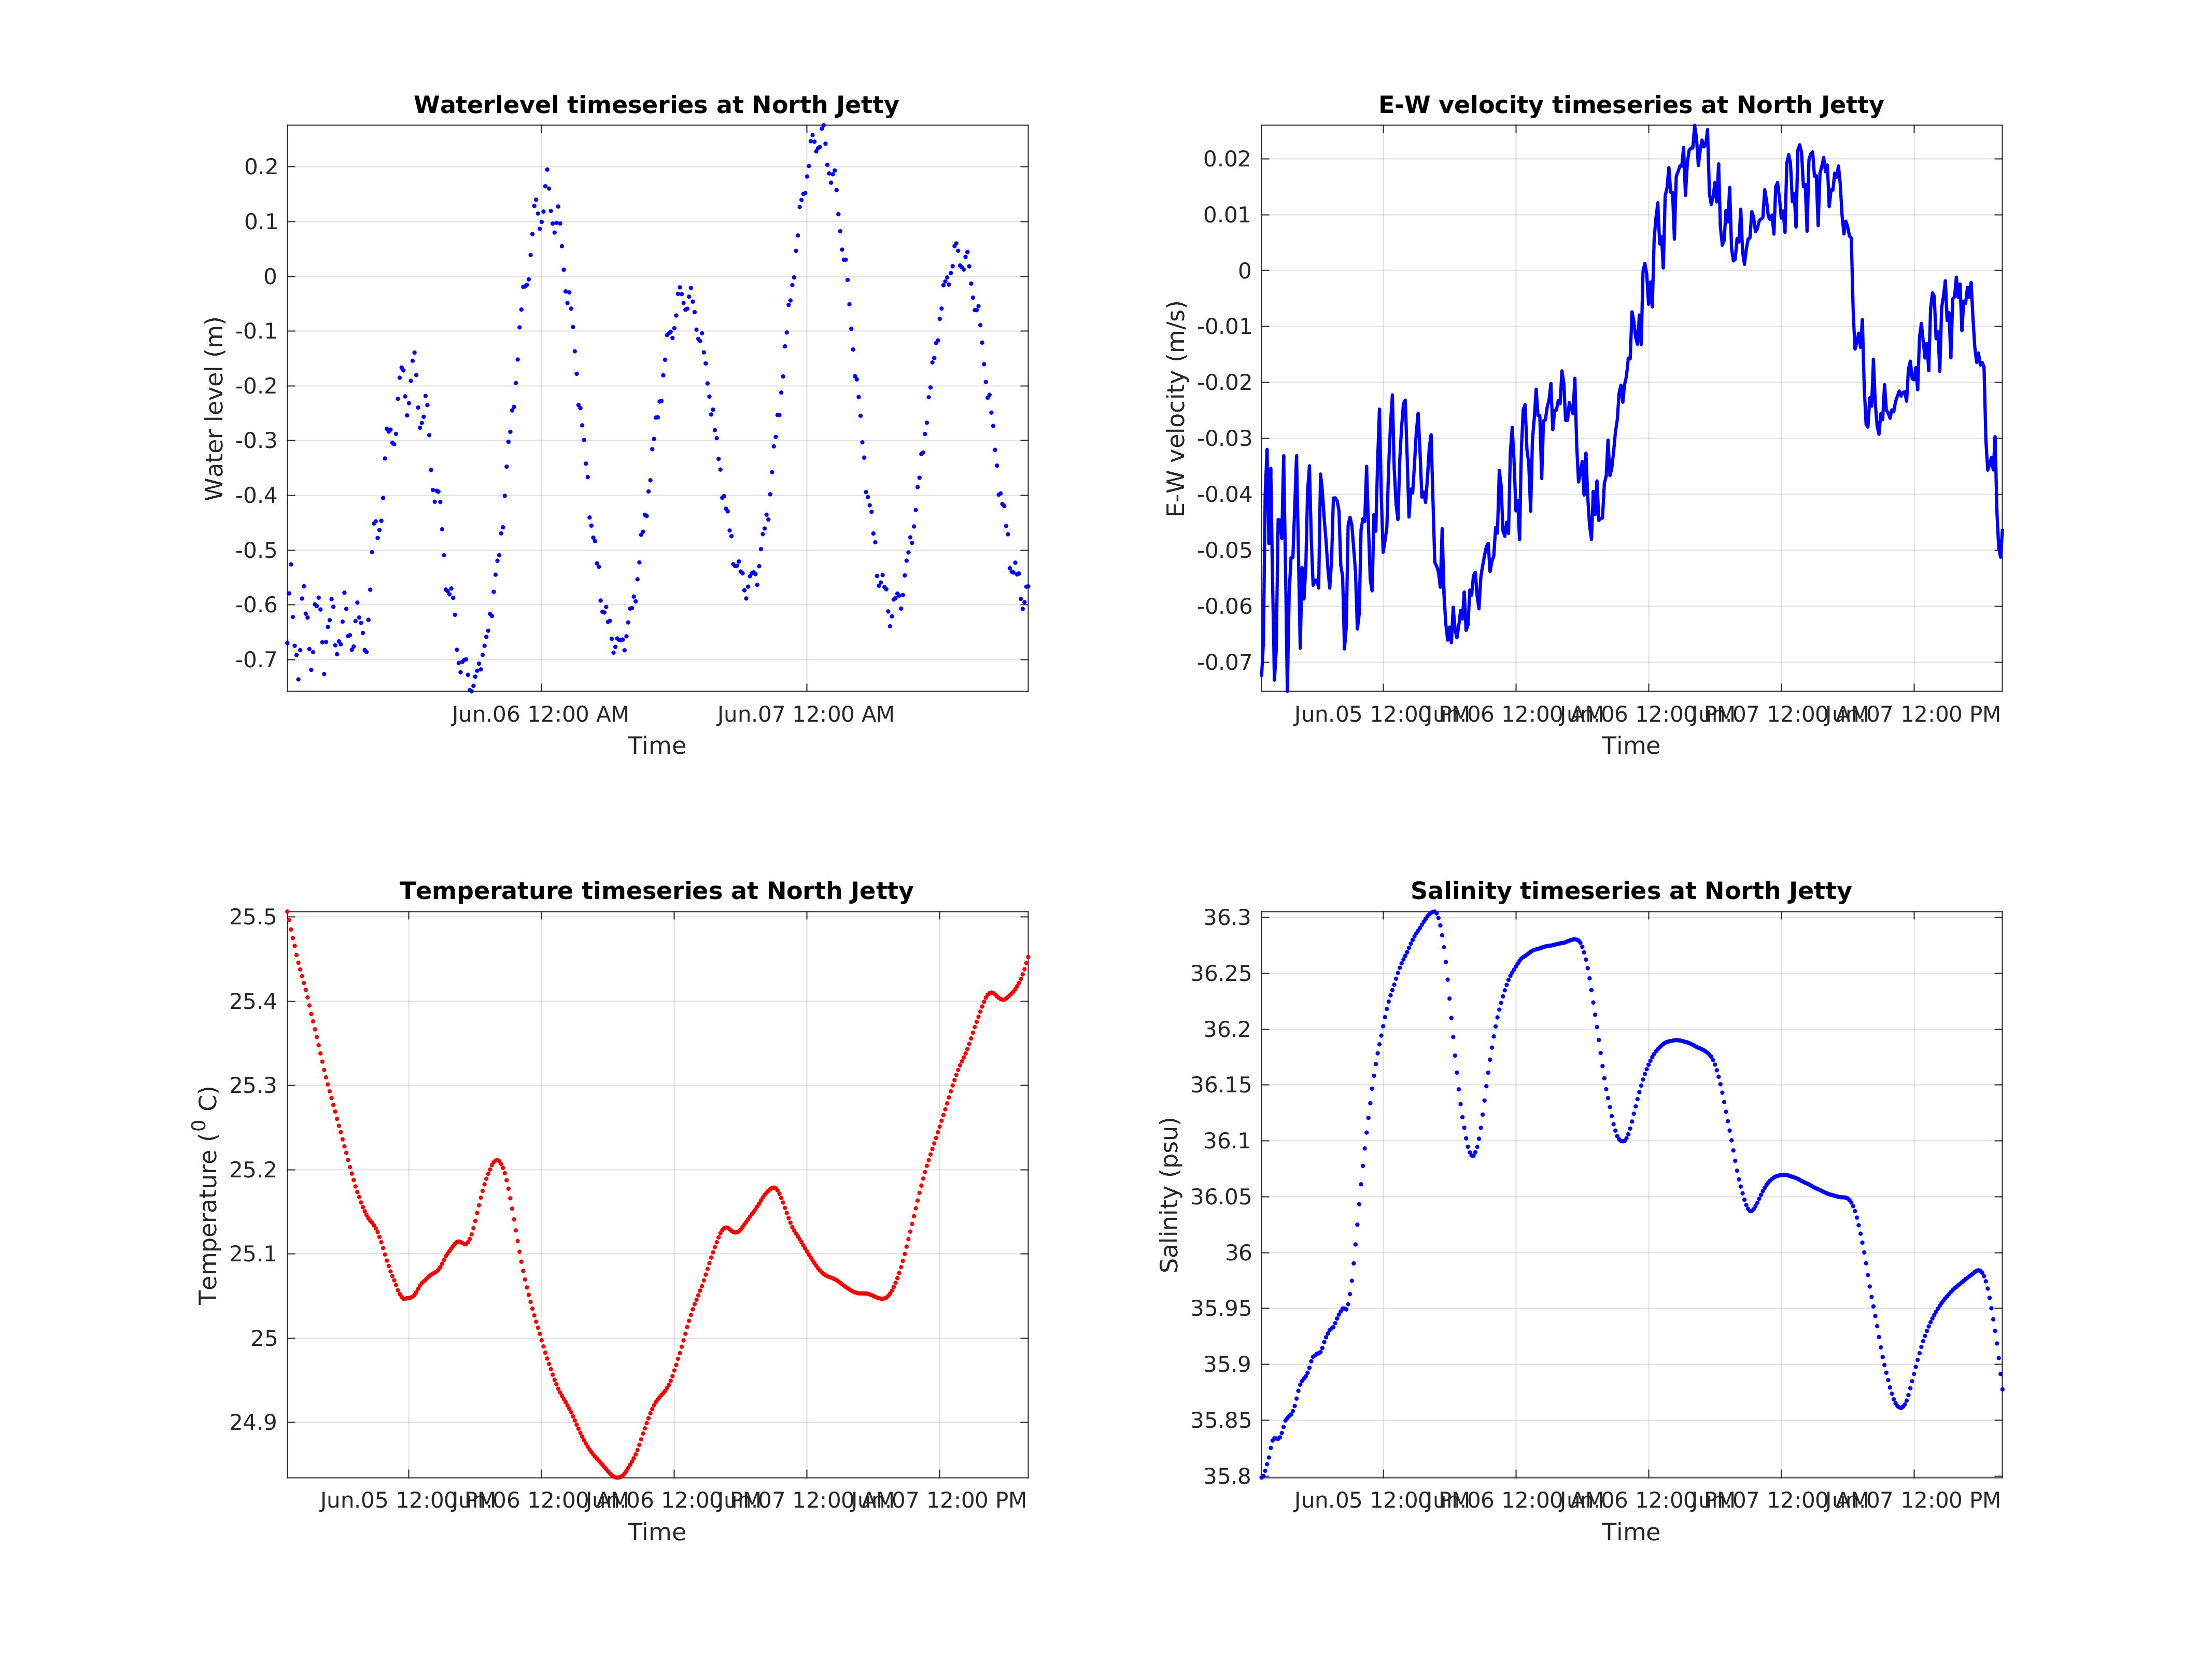 Waterlevel timeseries at North Jetty
Water level (m)
0.2
0.1
0
-0.1
-0.2
-0.3
-0.4
-0.5
-0.6
-0.7
Jun.06 12:00 AM Jun.07 12:00 AM
Time
E-W velocity timeseries at North Jetty
E-W velocity (m/s)
0.02
0.01
0
-0.01
-0.02
-0.03
-0.04
-0.05
-0.06
-0.07
Jun.05 12:00 PM Jun.06 12:00 AM Jun.06 12:00 PM Jun.07 12:00 AM Jun.07 12:00 PM
Time
Temperature timeseries at North Jetty
Temperature (⁰ C)
25.5
25.4
25.3
25.2
25.1
25
24.9
Jun.05 12:00 PM Jun.06 12:00 AM Jun.06 12:00 PM Jun.07 12:00 AM Jun.07 12:00 PM
Time
Salinity timeseries at North Jetty
Salinity (psu)
36.3
36.25
36.2
36.15
36.1
36.05
36
35.95
35.9
35.85
35.8
Jun.05 12:00 PM Jun.06 12:00 AM Jun.06 12:00 PM Jun.07 12:00 AM Jun.07 12:00 PM
Time